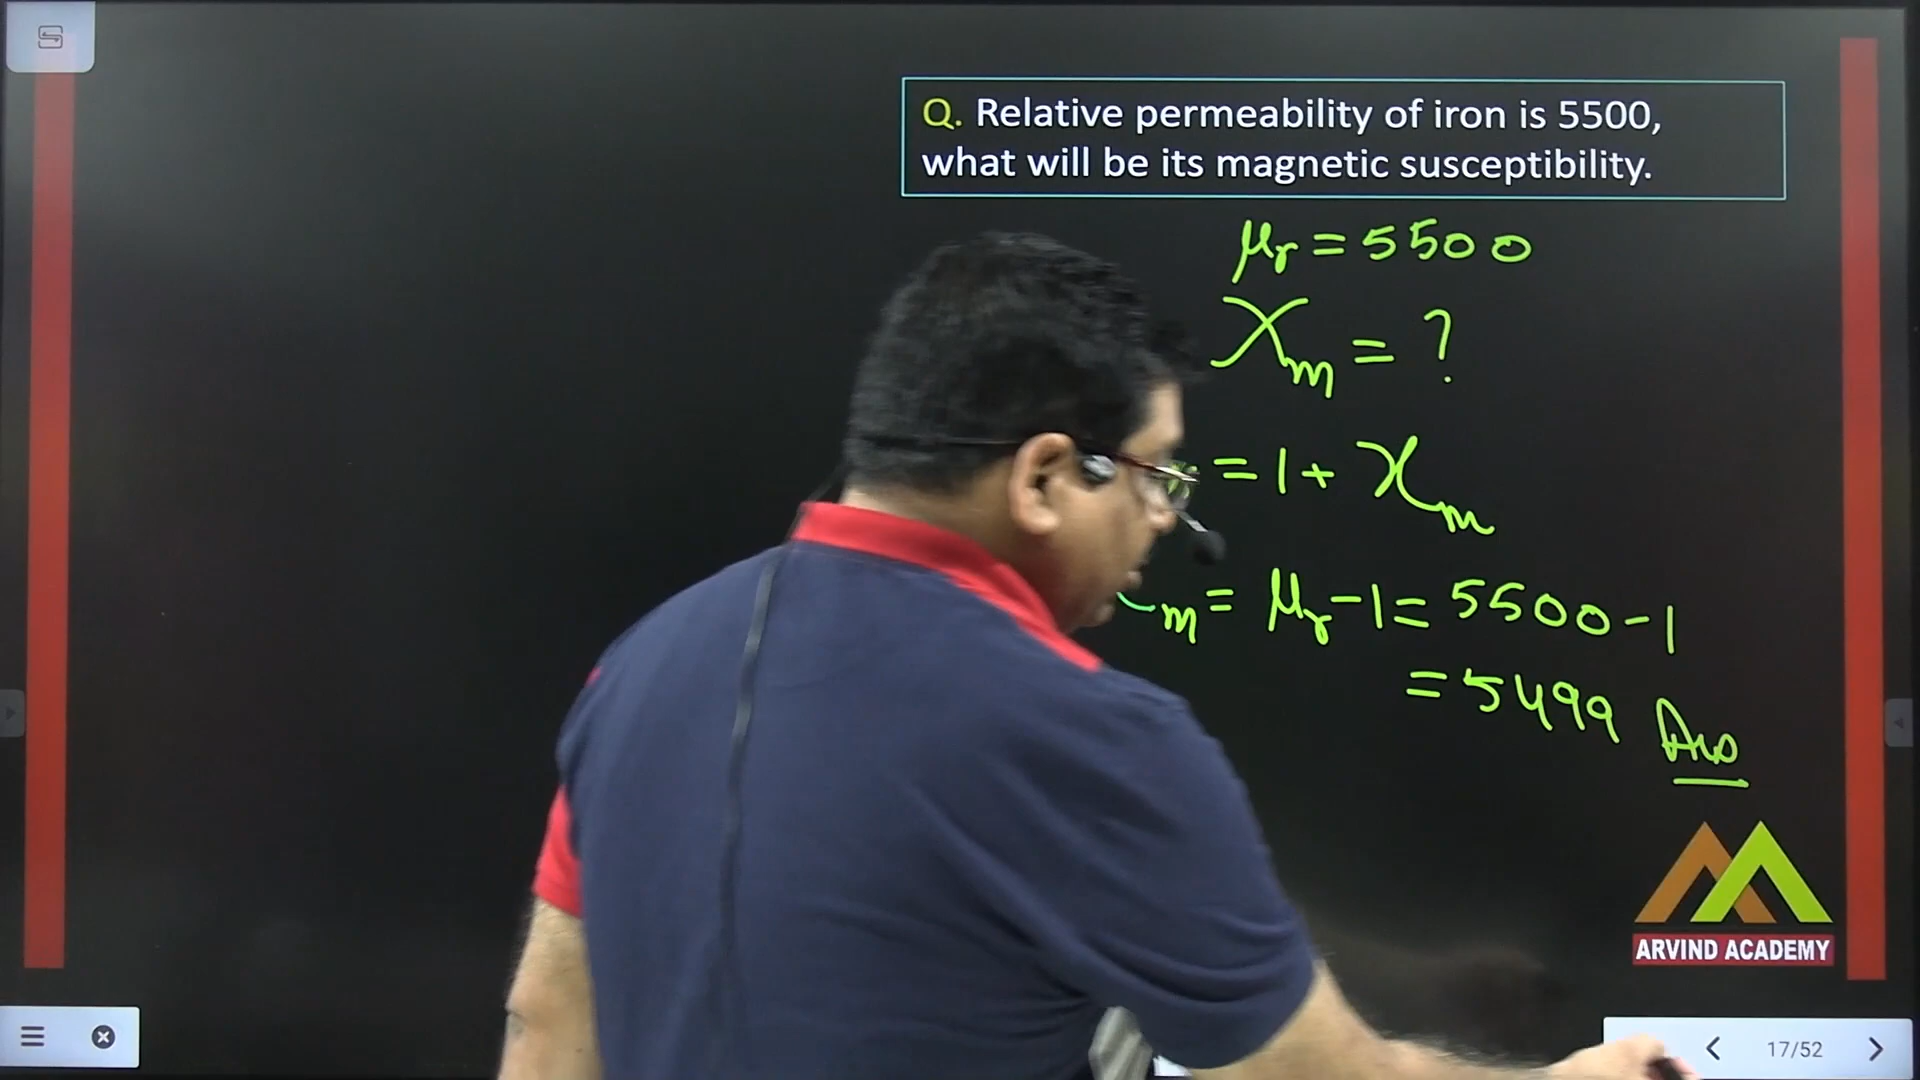 Q. Relative permeability of iron is 5500,
what will be its magnetic susceptibility.
μr = 5500
χm = ?
= 1 + χm
m = μr - 1 = 5500 - 1
= 5499 Ans
ARVIND ACADEMY
17/52